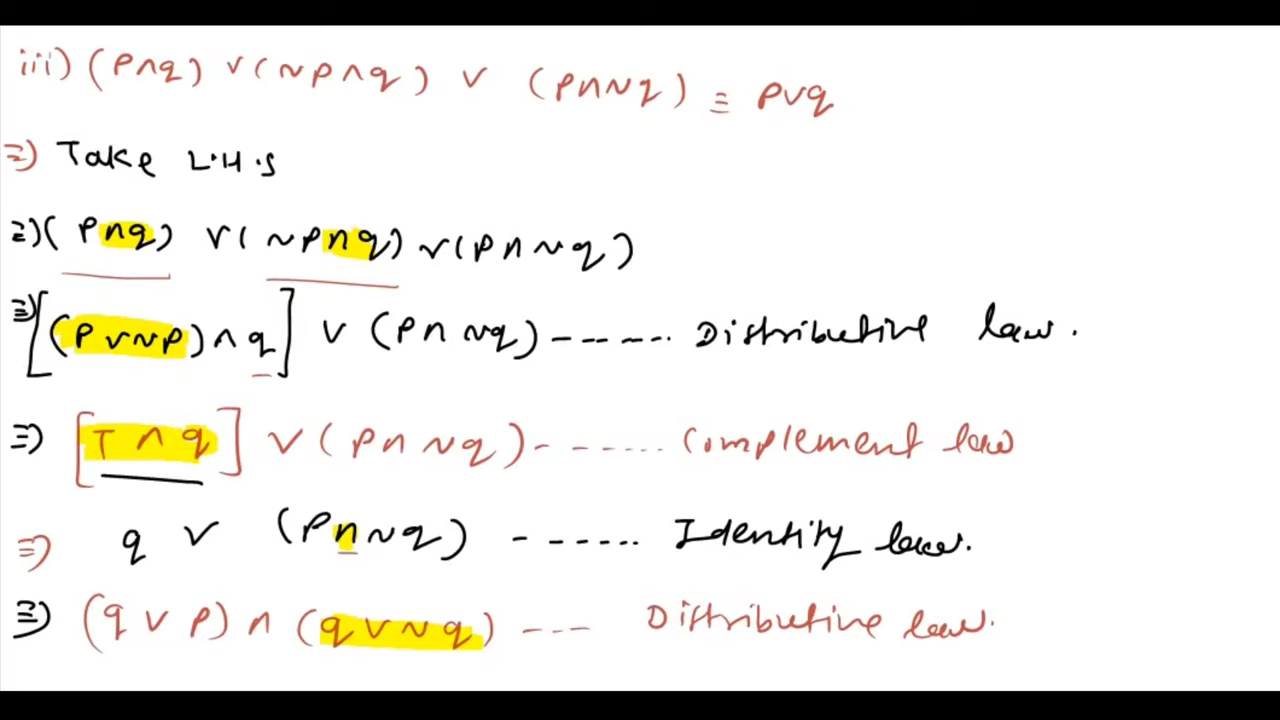 iii) (P∧q) ∨ (~P∧q) ∨ (P∧~q) ≡ P∨q
⇒) Take L.H.S
⇒) (P∧q) ∨ (~P∧q) ∨ (P∧~q)
⇒) [(P∨~P)∧q] ∨ (P∧~q) ------ Distributive law.
⇒) [T∧q] ∨ (P∧~q) ------ Complement law
⇒) q ∨ (P∧~q) ------ Identity law.
⇒) (q∨P) ∧ (q∨~q) --- Distributive law.